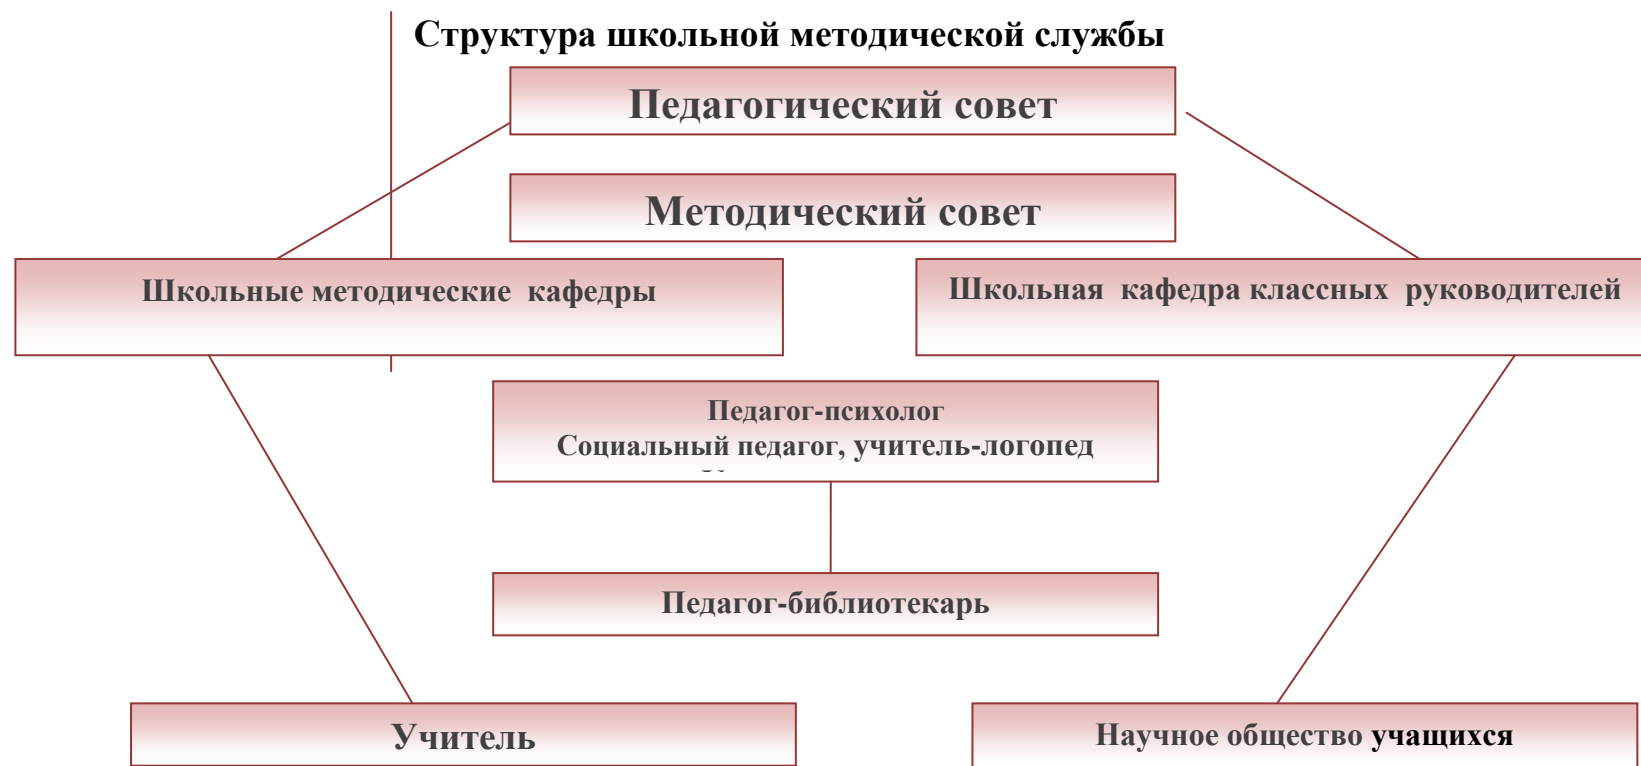 Структура школьной методической службы
Педагогический совет
Методический совет
Школьные методические кафедры
Школьная кафедра классных руководителей
Педагог-психолог
Социальный педагог, учитель-логопед
Педагог-библиотекарь
Учитель
Научное общество учащихся